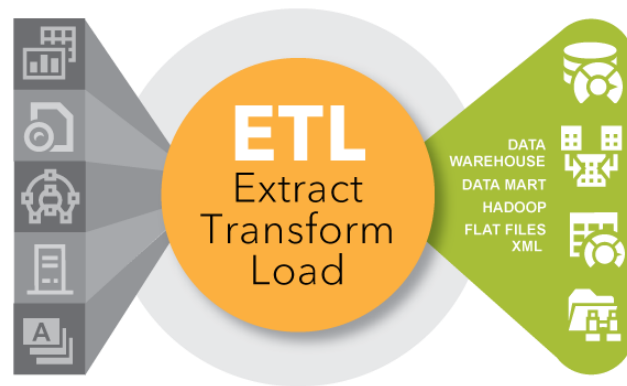 A
ETL
Extract
Transform
Load
DATA
WAREHOUSE
DATA MART
HADOOP
FLAT FILES
XML